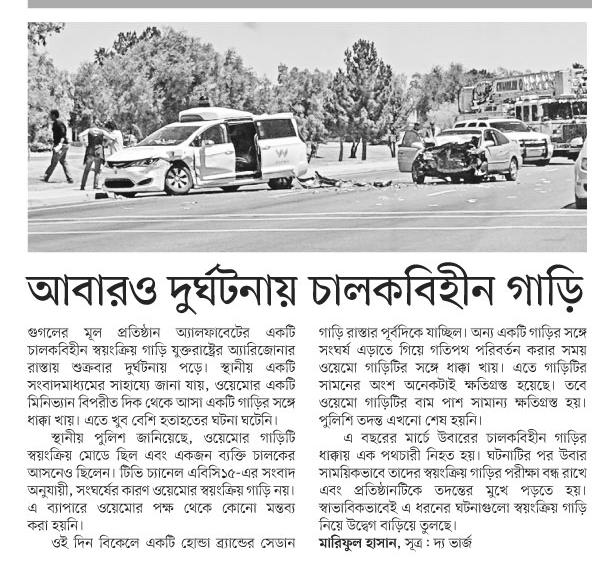 আবারও দুর্ঘটনায় চালকবিহীন গাড়ি
গুগলের মূল প্রতিষ্ঠান অ্যালফাবেটের একটি
চালকবিহীন স্বয়ংক্রিয় গাড়ি যুক্তরাষ্ট্রের অ্যারিজোনার
রাস্তায় শুক্রবার দুর্ঘটনায় পড়ে। স্থানীয় একটি
সংবাদমাধ্যমের সাহায্যে জানা যায়, ওয়েমোর একটি
মিনিভ্যান বিপরীত দিক থেকে আসা একটি গাড়ির সঙ্গে
ধাক্কা খায়। এতে খুব বেশি হতাহতের ঘটনা ঘটেনি।
স্থানীয় পুলিশ জানিয়েছে, ওয়েমোর গাড়িটি
স্বয়ংক্রিয় মোডে ছিল এবং একজন ব্যক্তি চালকের
আসনেও ছিলেন। টিভি চ্যানেল এবিসি১৫-এর সংবাদ
অনুযায়ী, সংঘর্ষের কারণ ওয়েমোর স্বয়ংক্রিয় গাড়ি নয়।
এ ব্যাপারে ওয়েমোর পক্ষ থেকে কোনো মন্তব্য
করা হয়নি।
ওই দিন বিকেলে একটি হোন্ডা ব্র্যান্ডের সেডান
গাড়ি রাস্তার পূর্বদিকে যাচ্ছিল। অন্য একটি গাড়ির সঙ্গে
সংঘর্ষ এড়াতে গিয়ে গতিপথ পরিবর্তন করার সময়
ওয়েমো গাড়িটির সঙ্গে ধাক্কা খায়। এতে গাড়িটির
সামনের অংশ অনেকটাই ক্ষতিগ্রস্ত হয়েছে। তবে
ওয়েমো গাড়িটির বাম পাশ সামান্য ক্ষতিগ্রস্ত হয়।
পুলিশি তদন্ত এখনো শেষ হয়নি।
এ বছরের মার্চে উবারের চালকবিহীন গাড়ির
ধাক্কায় এক পথচারী নিহত হয়। ঘটনাটির পর উবার
সাময়িকভাবে তাদের স্বয়ংক্রিয় গাড়ির পরীক্ষা বন্ধ রাখে
এবং প্রতিষ্ঠানটিকে তদন্তের মুখে পড়তে হয়।
স্বাভাবিকভাবেই এ ধরনের ঘটনাগুলো স্বয়ংক্রিয় গাড়ি
নিয়ে উদ্বেগ বাড়িয়ে তুলছে।
মারিফুল হাসান, সূত্র : দ্য ভার্জ